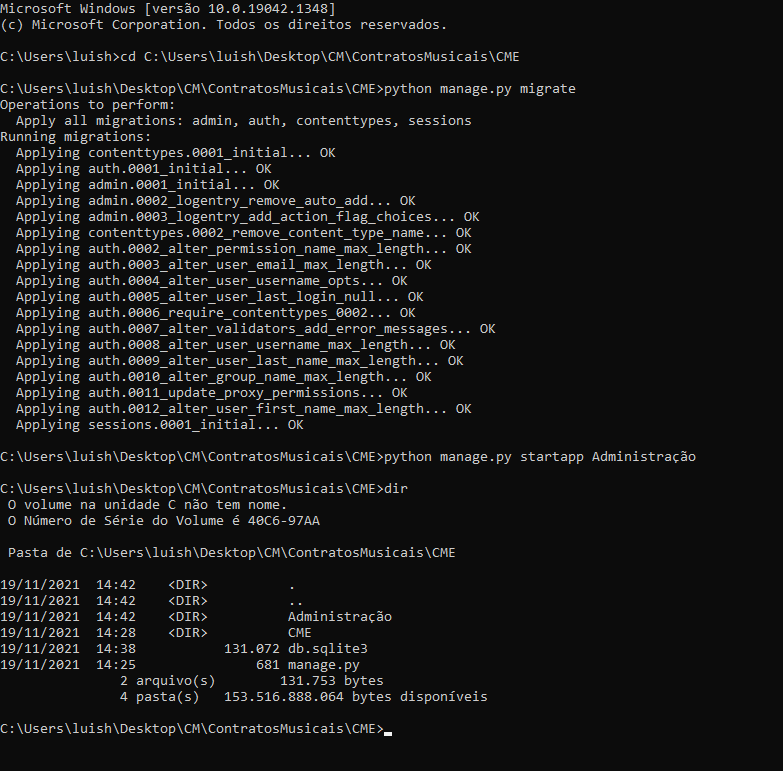 Microsoft Windows [versão 10.0.19042.1348]
(c) Microsoft Corporation. Todos os direitos reservados.
C:\Users\luish>cd C:\Users\luish\Desktop\CM\ContratosMusicais\CME
C:\Users\luish\Desktop\CM\ContratosMusicais\CME>python manage.py migrate
Operations to perform:
  Apply all migrations: admin, auth, contenttypes, sessions
Running migrations:
  Applying contenttypes.0001_initial... OK
  Applying auth.0001_initial... OK
  Applying admin.0001_initial... OK
  Applying admin.0002_logentry_remove_auto_add... OK
  Applying admin.0003_logentry_add_action_flag_choices... OK
  Applying contenttypes.0002_remove_content_type_name... OK
  Applying auth.0002_alter_permission_name_max_length... OK
  Applying auth.0003_alter_user_email_max_length... OK
  Applying auth.0004_alter_user_username_opts... OK
  Applying auth.0005_alter_user_last_login_null... OK
  Applying auth.0006_require_contenttypes_0002... OK
  Applying auth.0007_alter_validators_add_error_messages... OK
  Applying auth.0008_alter_user_username_max_length... OK
  Applying auth.0009_alter_user_last_name_max_length... OK
  Applying auth.0010_alter_group_name_max_length... OK
  Applying auth.0011_update_proxy_permissions... OK
  Applying auth.0012_alter_user_first_name_max_length... OK
  Applying sessions.0001_initial... OK
C:\Users\luish\Desktop\CM\ContratosMusicais\CME>python manage.py startapp Administração
C:\Users\luish\Desktop\CM\ContratosMusicais\CME>dir
 O volume na unidade C não tem nome.
 O Número de Série do Volume é 40C6-97AA
 Pasta de C:\Users\luish\Desktop\CM\ContratosMusicais\CME
19/11/2021  14:42    <DIR>          .
19/11/2021  14:42    <DIR>          ..
19/11/2021  14:42    <DIR>          Administração
19/11/2021  14:28    <DIR>          CME
19/11/2021  14:38           131.072 db.sqlite3
19/11/2021  14:25               681 manage.py
               2 arquivo(s)        131.753 bytes
               4 pasta(s)   153.516.888.064 bytes disponíveis
C:\Users\luish\Desktop\CM\ContratosMusicais\CME>